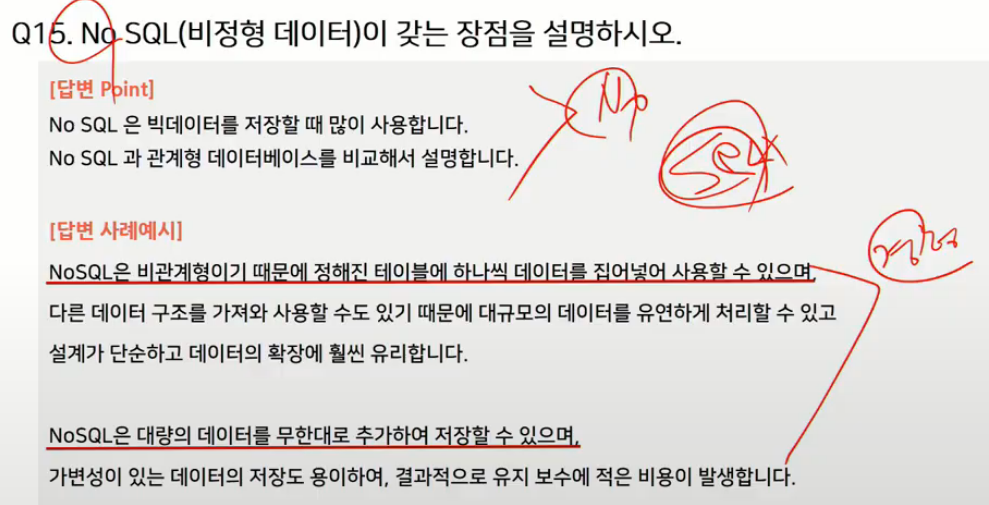 Q15. No SQL(비정형 데이터)이 갖는 장점을 설명하시오.
[답변 Point]
No SQL 은 빅데이터를 저장할 때 많이 사용합니다.
No SQL 과 관계형 데이터베이스를 비교해서 설명합니다.
No
SQL
[답변 사례예시]
NoSQL은 비관계형이기 때문에 정해진 테이블에 하나씩 데이터를 집어넣어 사용할 수 있으며,
다른 데이터 구조를 가져와 사용할 수도 있기 때문에 대규모의 데이터를 유연하게 처리할 수 있고
설계가 단순하고 데이터의 확장에 훨씬 유리합니다.
NoSQL은 대량의 데이터를 무한대로 추가하여 저장할 수 있으며,
가변성이 있는 데이터의 저장도 용이하여, 결과적으로 유지 보수에 적은 비용이 발생합니다.